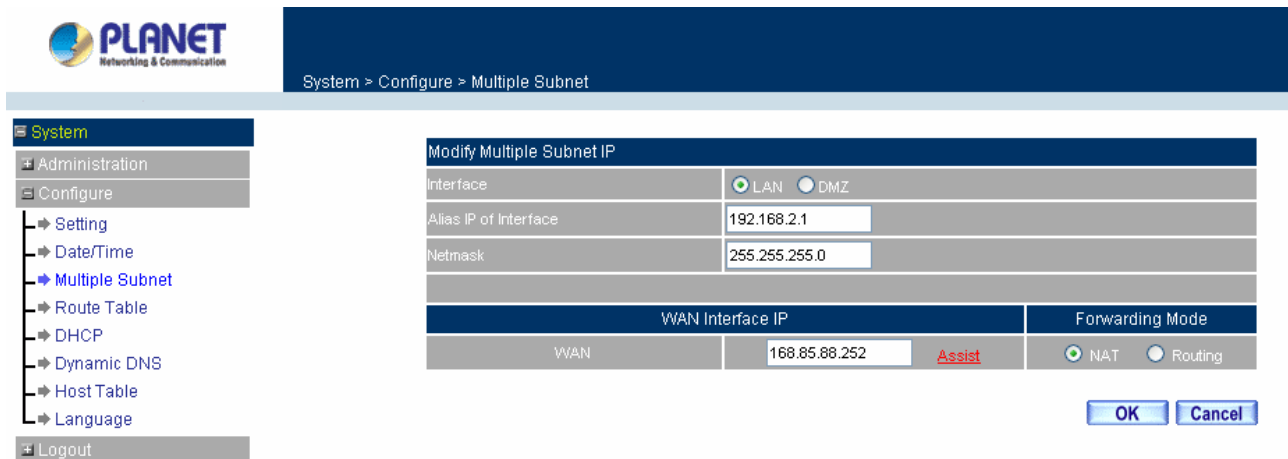 PLANET
Networking & Communication
System > Configure > Multiple Subnet
System
Administration
Configure
Setting
Date/Time
Multiple Subnet
Route Table
DHCP
Dynamic DNS
Host Table
Language
Logout
Modify Multiple Subnet IP
Interface LAN DMZ
Alias IP of Interface 192.168.2.1
Netmask 255.255.255.0
WAN Interface IP Forwarding Mode
WAN 168.85.88.252 Assist NAT Routing
OK Cancel